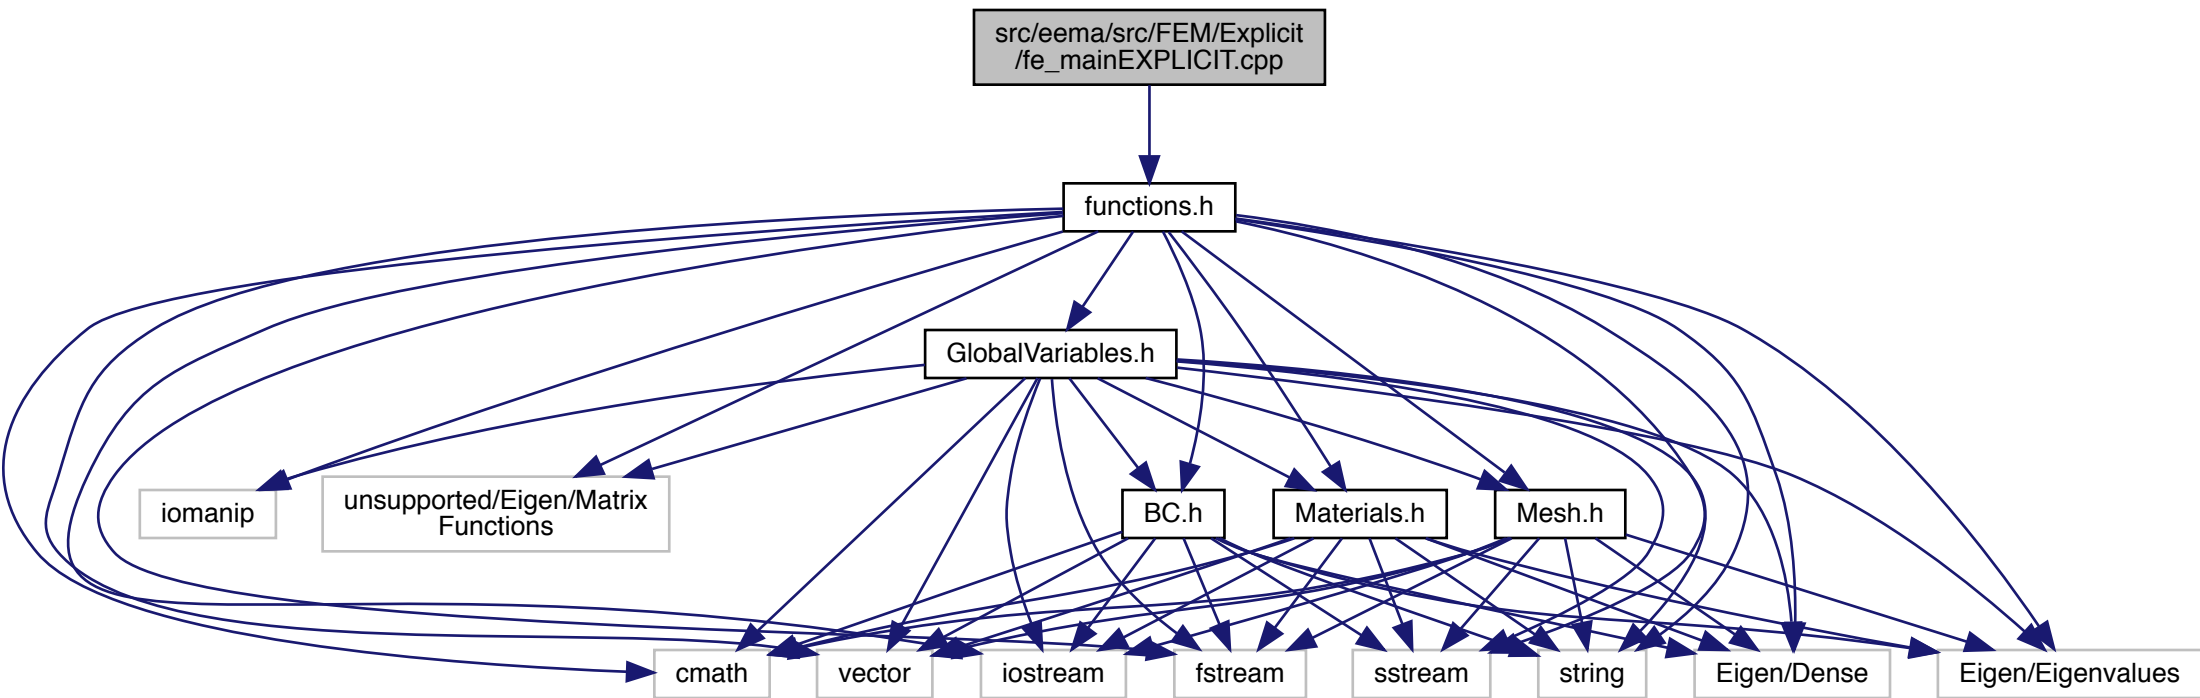 src/eema/src/FEM/Explicit
/fe_mainEXPLICIT.cpp
functions.h
GlobalVariables.h
iomanip
unsupported/Eigen/Matrix
Functions
BC.h
Materials.h
Mesh.h
cmath
vector
iostream
fstream
sstream
string
Eigen/Dense
Eigen/Eigenvalues